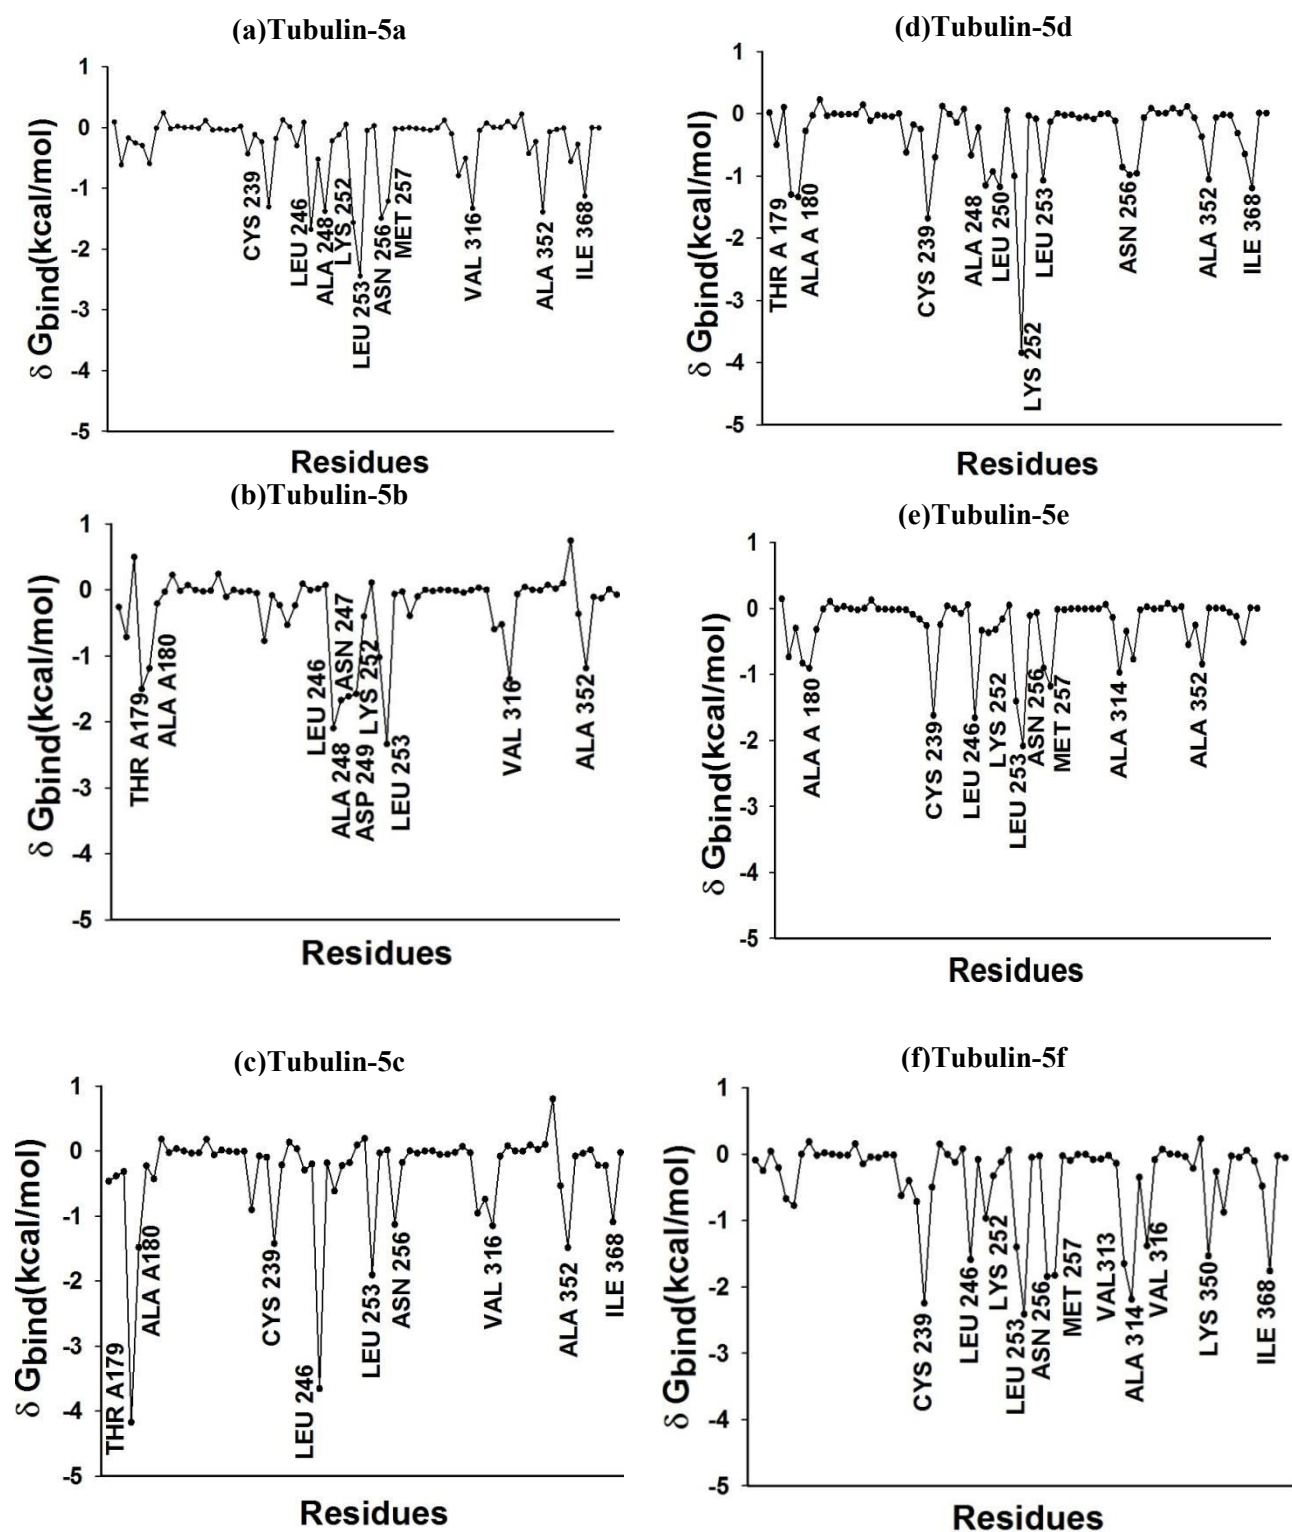 (a)Tubulin-5a
δ Gbind(kcal/mol)
1
0
-1
-2
-3
-4
-5
CYS 239
LEU 246
ALA 248
LYS 252
LEU 253
ASN 256
MET 257
VAL 316
ALA 352
ILE 368
Residues
(b)Tubulin-5b
δ Gbind(kcal/mol)
1
0
-1
-2
-3
-4
-5
THR A179
ALA A180
LEU 246
ASN 247
ALA 248
ASP 249
LYS 252
LEU 253
VAL 316
ALA 352
Residues
(c)Tubulin-5c
δ Gbind(kcal/mol)
1
0
-1
-2
-3
-4
-5
THR A179
ALA A180
CYS 239
LEU 246
LEU 253
ASN 256
VAL 316
ALA 352
ILE 368
Residues
(d)Tubulin-5d
δ Gbind(kcal/mol)
1
0
-1
-2
-3
-4
-5
THR A 179
ALA A 180
CYS 239
ALA 248
LEU 250
LYS 252
LEU 253
ASN 256
ALA 352
ILE 368
Residues
(e)Tubulin-5e
δ Gbind(kcal/mol)
1
0
-1
-2
-3
-4
-5
ALA A 180
CYS 239
LEU 246
LYS 252
LEU 253
ASN 256
MET 257
ALA 314
ALA 352
Residues
(f)Tubulin-5f
δ Gbind(kcal/mol)
1
0
-1
-2
-3
-4
-5
CYS 239
LEU 246
LYS 252
LEU 253
ASN 256
MET 257
VAL313
ALA 314
VAL 316
LYS 350
ILE 368
Residues